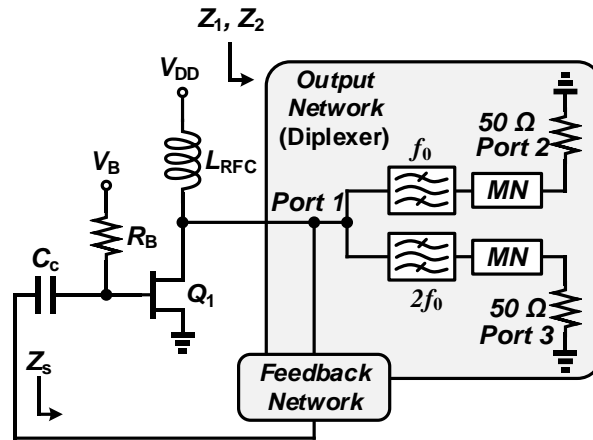 Z1, Z2
VDD
Output
Network
(Diplexer)
50 Ω
Port 2
f0
LRFC
VB
Port 1
MN
RB
Cc
MN
Q1
2f0
50 Ω
Port 3
Zs
Feedback
Network